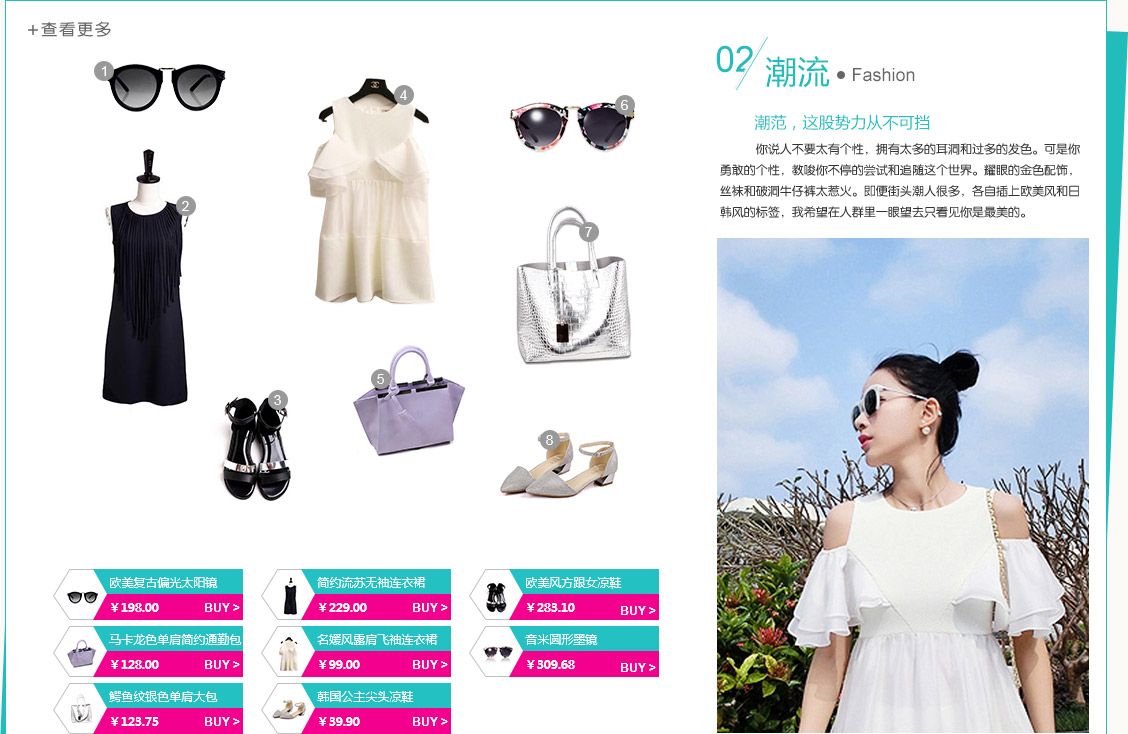 +查看更多
1
4
6
2
7
5
3
8
02 潮流 • Fashion
潮范，这股势力从不可挡
你说人不要太有个性，拥有太多的耳洞和过多的发色。可是你
勇敢的个性，教唆你不停的尝试和追随这个世界。耀眼的金色配饰，
丝袜和破洞牛仔裤太惹火。即便街头潮人很多，各自插上欧美风和日
韩风的标签，我希望在人群里一眼望去只看见你是最美的。
欧美复古偏光太阳镜
￥198.00 BUY >
简约流苏无袖连衣裙
￥229.00 BUY >
欧美风方跟女凉鞋
￥283.10 BUY >
马卡龙色单肩简约通勤包
￥128.00 BUY >
名媛风露肩飞袖连衣裙
￥99.00 BUY >
音米圆形墨镜
￥309.68 BUY >
鳄鱼纹银色单肩大包
￥123.75 BUY >
韩国公主尖头凉鞋
￥39.90 BUY >